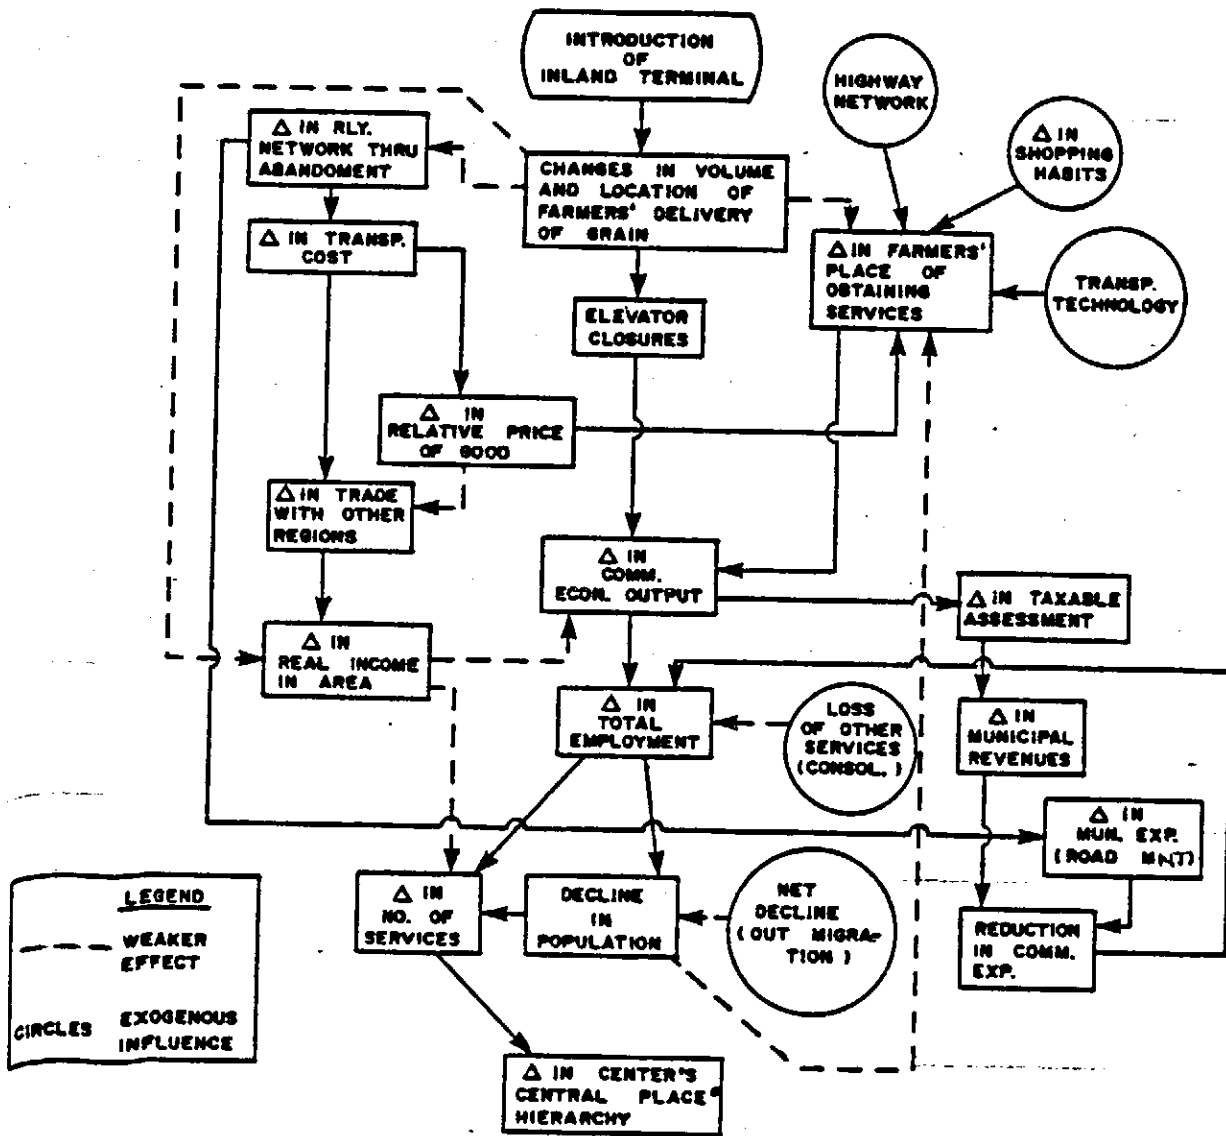 INTRODUCTION
OF
INLAND TERMINAL
HIGHWAY
NETWORK
Δ IN
SHOPPING
HABITS
Δ IN RLY.
NETWORK THRU
ABANDOMENT
CHANGES IN VOLUME
AND LOCATION OF
FARMERS' DELIVERY
OF GRAIN
Δ IN TRANSP.
COST
Δ IN FARMERS'
PLACE OF
OBTAINING
SERVICES
TRANSP.
TECHNOLOGY
ELEVATOR
CLOSURES
Δ IN
RELATIVE PRICE
OF GOOD
Δ IN TRADE
WITH OTHER
REGIONS
Δ IN
COMM.
ECON. OUTPUT
Δ IN TAXABLE
ASSESSMENT
Δ IN
REAL INCOME
IN AREA
Δ IN
TOTAL
EMPLOYMENT
LOSS
OF OTHER
SERVICES
(CONSOL.)
Δ IN
MUNICIPAL
REVENUES
Δ IN
MUN. EXP.
(ROAD MNT)
LEGEND
WEAKER
EFFECT
CIRCLES EXOGENOUS
INFLUENCE
Δ IN
NO. OF
SERVICES
DECLINE
IN
POPULATION
NET
DECLINE
(OUT MIGRA-
TION)
REDUCTION
IN COMM.
EXP.
Δ IN CENTER'S
CENTRAL PLACE
HIERARCHY